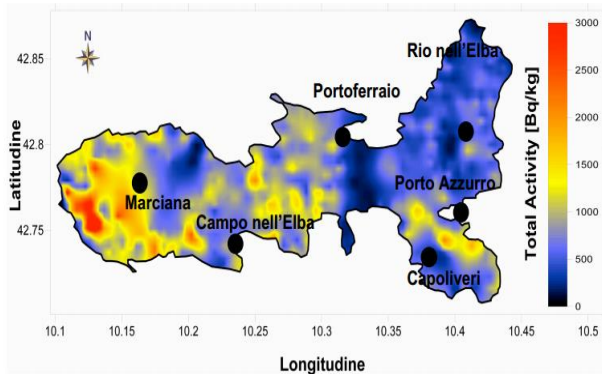 N
Rio nell'Elba
Portoferraio
Porto Azzurro
Marciana
Campo nell'Elba
Capoliveri
42.85
42.8
42.75
Latitudine
10.1 10.15 10.2 10.25 10.3 10.35 10.4 10.45 10.5
Longitudine
3000
2500
2000
1500
1000
500
0
Total Activity [Bq/kg]